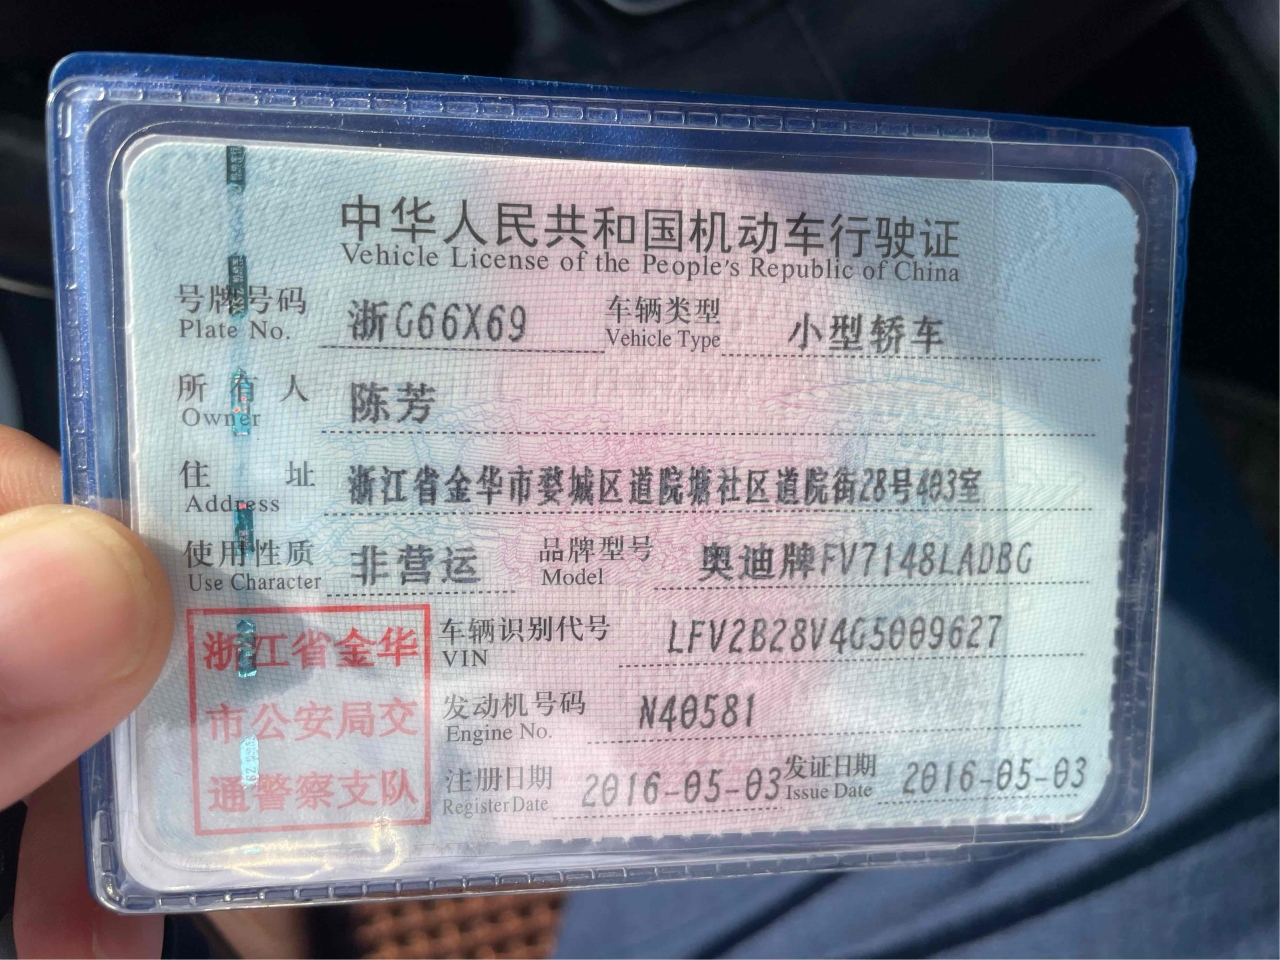 中华人民共和国机动车行驶证
Vehicle License of the People's Republic of China
号牌号码 浙G66X69 车辆类型 小型轿车
Plate No. Vehicle Type
所有人 陈芳
Owner
住址 浙江省金华市婺城区道院塘社区道院街28号403室
Address
使用性质 非营运 品牌型号 奥迪牌FV7148LADBG
Use Character Model
浙江省金华
市公安局交
通警察支队
车辆识别代号 LFV2B28V4G5009627
VIN
发动机号码 N40581
Engine No.
注册日期 2016-05-03 发证日期 2016-05-03
Register Date Issue Date